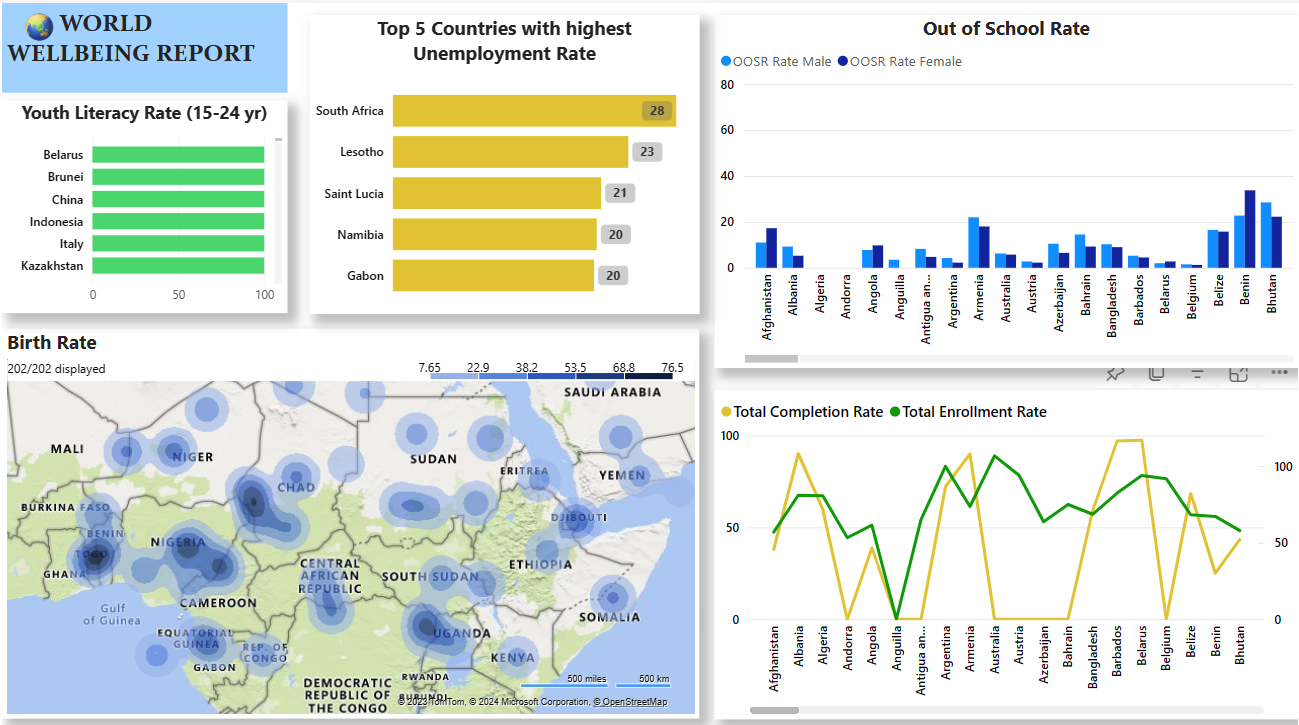 WORLD
WELLBEING REPORT
Youth Literacy Rate (15-24 yr)
Belarus
Brunei
China
Indonesia
Italy
Kazakhstan
0 50 100
Top 5 Countries with highest
Unemployment Rate
South Africa 28
Lesotho 23
Saint Lucia 21
Namibia 20
Gabon 20
Out of School Rate
OOSR Rate Male OOSR Rate Female
80
60
40
20
0
Afghanistan
Albania
Algeria
Andorra
Angola
Anguilla
Antigua an...
Argentina
Armenia
Australia
Austria
Azerbaijan
Bahrain
Bangladesh
Barbados
Belarus
Belgium
Belize
Benin
Bhutan
Birth Rate
202/202 displayed
7.65 22.9 38.2 53.5 68.8 76.5
SAUDI ARABIA
MALI
NIGER
SUDAN
ERITREA
YEMEN
CHAD
BURKINA FASO
DJIBOUTI
BENIN
NIGERIA
TOGO
GHANA
CENTRAL
AFRICAN
REPUBLIC
SOUTH SUDAN
ETHIOPIA
CAMEROON
Gulf
of Guinea
SOMALIA
EQUATORIAL
GUINEA
UGANDA
REP. OF
CONGO
GABON
KENYA
DEMOCRATIC
REPUBLIC OF
THE CONGO
RWANDA
BURUNDI
500 miles 500 km
© 2023 TomTom, © 2024 Microsoft Corporation, © OpenStreetMap
Total Completion Rate Total Enrollment Rate
100
50
0
100
50
0
Afghanistan
Albania
Algeria
Andorra
Angola
Anguilla
Antigua an...
Argentina
Armenia
Australia
Austria
Azerbaijan
Bahrain
Bangladesh
Barbados
Belarus
Belgium
Belize
Benin
Bhutan